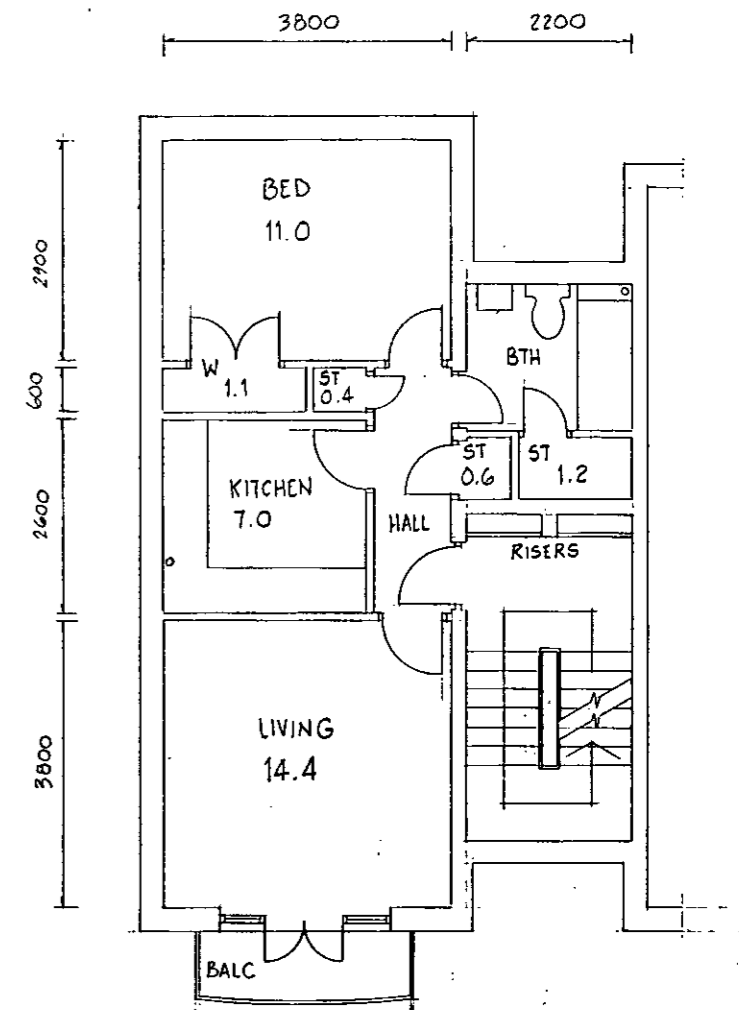 3800
2200
BED
11.0
2900
W
1.1
ST
0.4
BTH
600
ST
0.6
ST
1.2
KITCHEN
7.0
HALL
2600
RISERS
LIVING
14.4
3800
BALC